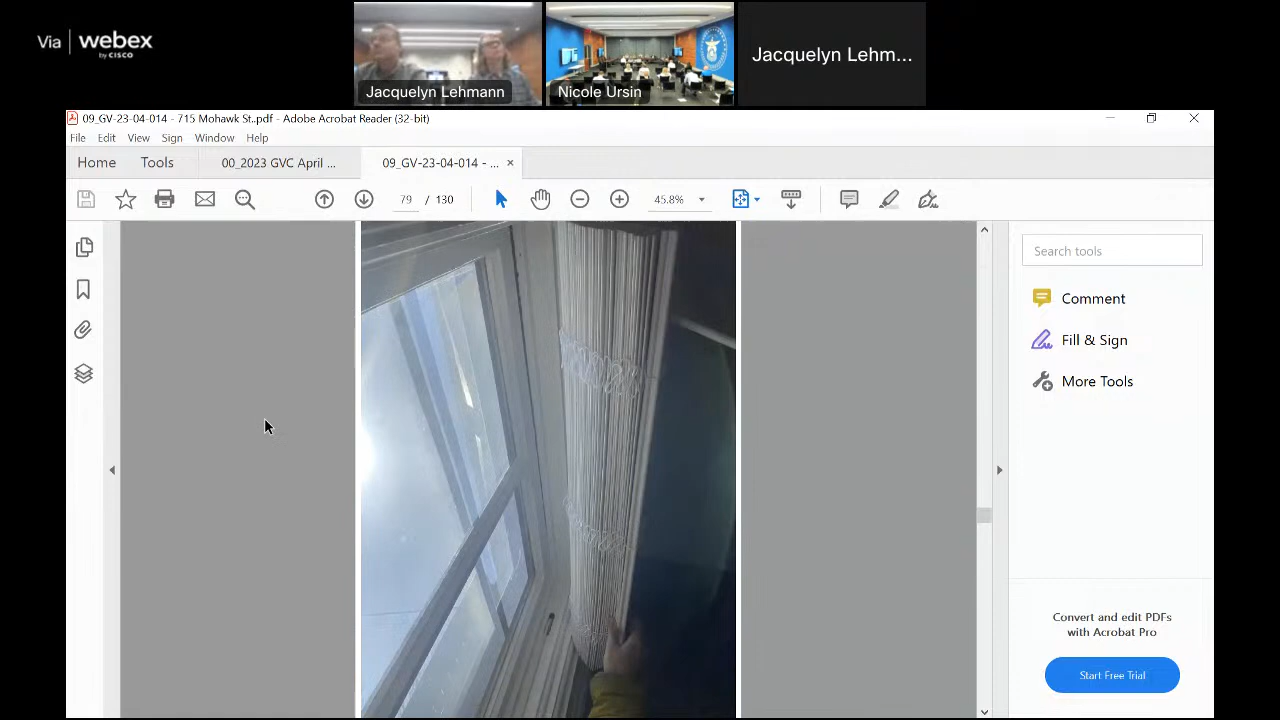 Via webex
by CISCO
Jacquelyn Lehmann
Nicole Ursin
Jacquelyn Lehm...
09_GV-23-04-014 - 715 Mohawk St..pdf - Adobe Acrobat Reader (32-bit)
File Edit View Sign Window Help
Home Tools 00_2023 GVC April ... 09_GV-23-04-014 - ...
79 / 130 45.8%
Search tools
Comment
Fill & Sign
More Tools
Convert and edit PDFs
with Acrobat Pro
Start Free Trial